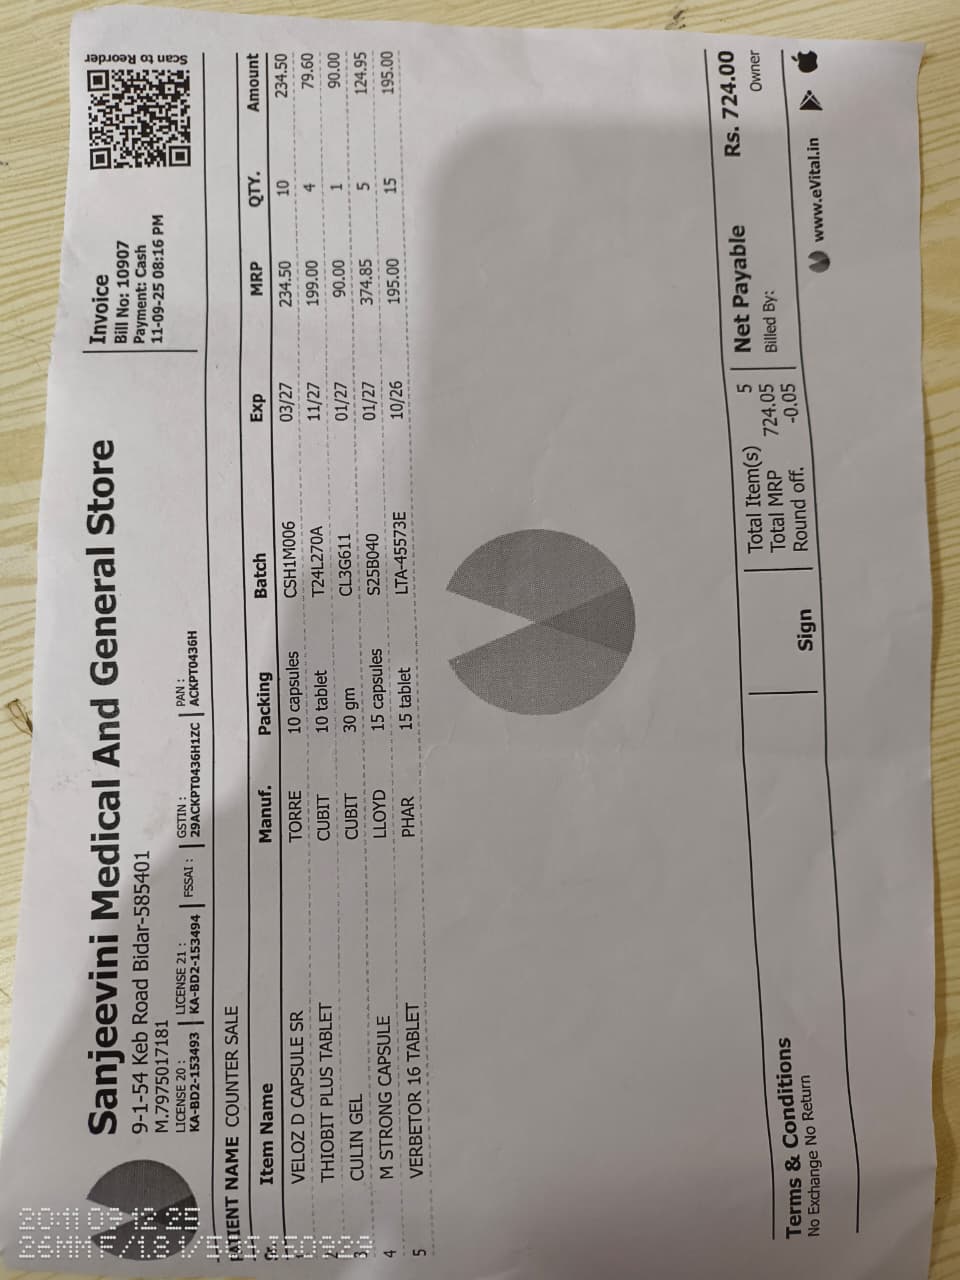 Sanjeevini Medical And General Store
9-1-54 Keb Road Bidar-585401
M.7975017181
LICENSE 20 : LICENSE 21 : FSSAI : GSTIN : PAN :
KA-BD2-153493 KA-BD2-153494 29ACKPT0436H1ZC ACKPT0436H
Invoice
Bill No: 10907
Payment: Cash
11-09-25 08:16 PM
Scan to Reorder
PATIENT NAME COUNTER SALE
Item Name Manuf. Packing Batch Exp MRP QTY. Amount
VELOZ D CAPSULE SR TORRE 10 capsules CSH1M006 03/27 234.50 10 234.50
THIOBIT PLUS TABLET CUBIT 10 tablet T24L270A 11/27 199.00 4 79.60
3 CULIN GEL CUBIT 30 gm CL3G611 01/27 90.00 1 90.00
4 M STRONG CAPSULE LLOYD 15 capsules S25B040 01/27 374.85 5 124.95
5 VERBETOR 16 TABLET PHAR 15 tablet LTA-45573E 10/26 195.00 15 195.00
Terms & Conditions
No Exchange No Return
Sign
Total Item(s) 5
Total MRP 724.05
Round off. -0.05
Net Payable Rs. 724.00
Billed By: Owner
www.eVital.in